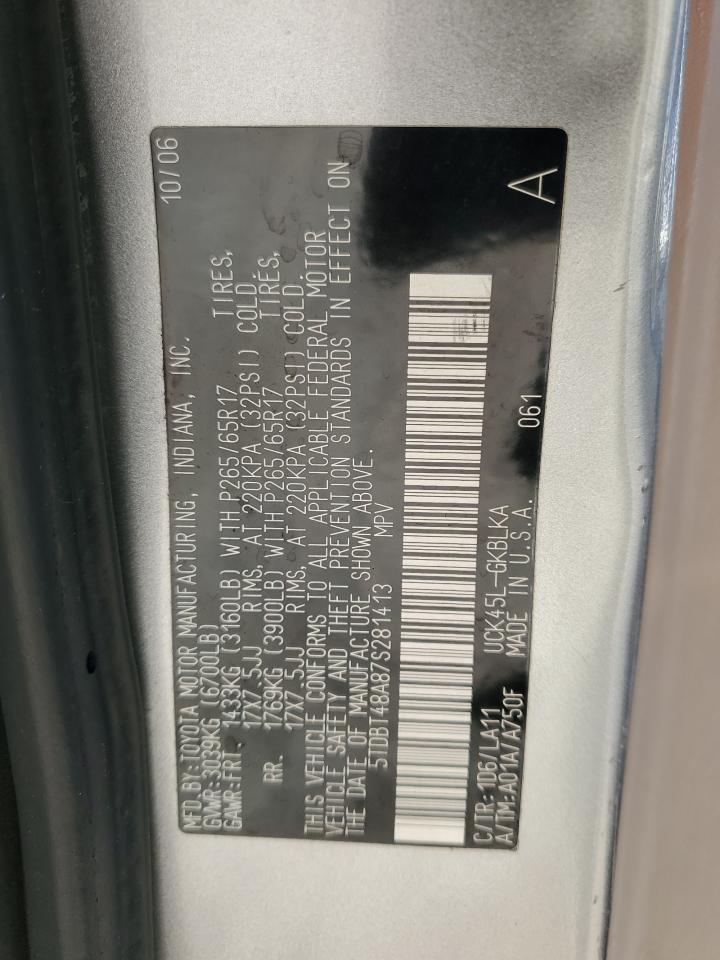 MFD BY:TOYOTA MOTOR MANUFACTURING, INDIANA, INC. 10/06
GVWR:3039KG (6700LB)
GAWR:FRT. 1433KG (3160LB) WITH P265/65R17 TIRES,
17X7.5JJ RIMS, AT 220KPA (32PSI) COLD.
RR. 1769KG (3900LB) WITH P265/65R17 TIRES,
17X7.5JJ RIMS, AT 220KPA (32PSI) COLD.
THIS VEHICLE CONFORMS TO ALL APPLICABLE FEDERAL MOTOR
VEHICLE SAFETY AND THEFT PREVENTION STANDARDS IN EFFECT ON
THE DATE OF MANUFACTURE SHOWN ABOVE.
5TDBT48A87S281413 MPV
C/TR:1D6/LA11 UCK45L-GKBLKA 061 A
A/TM:A01A/A750F MADE IN U.S.A.